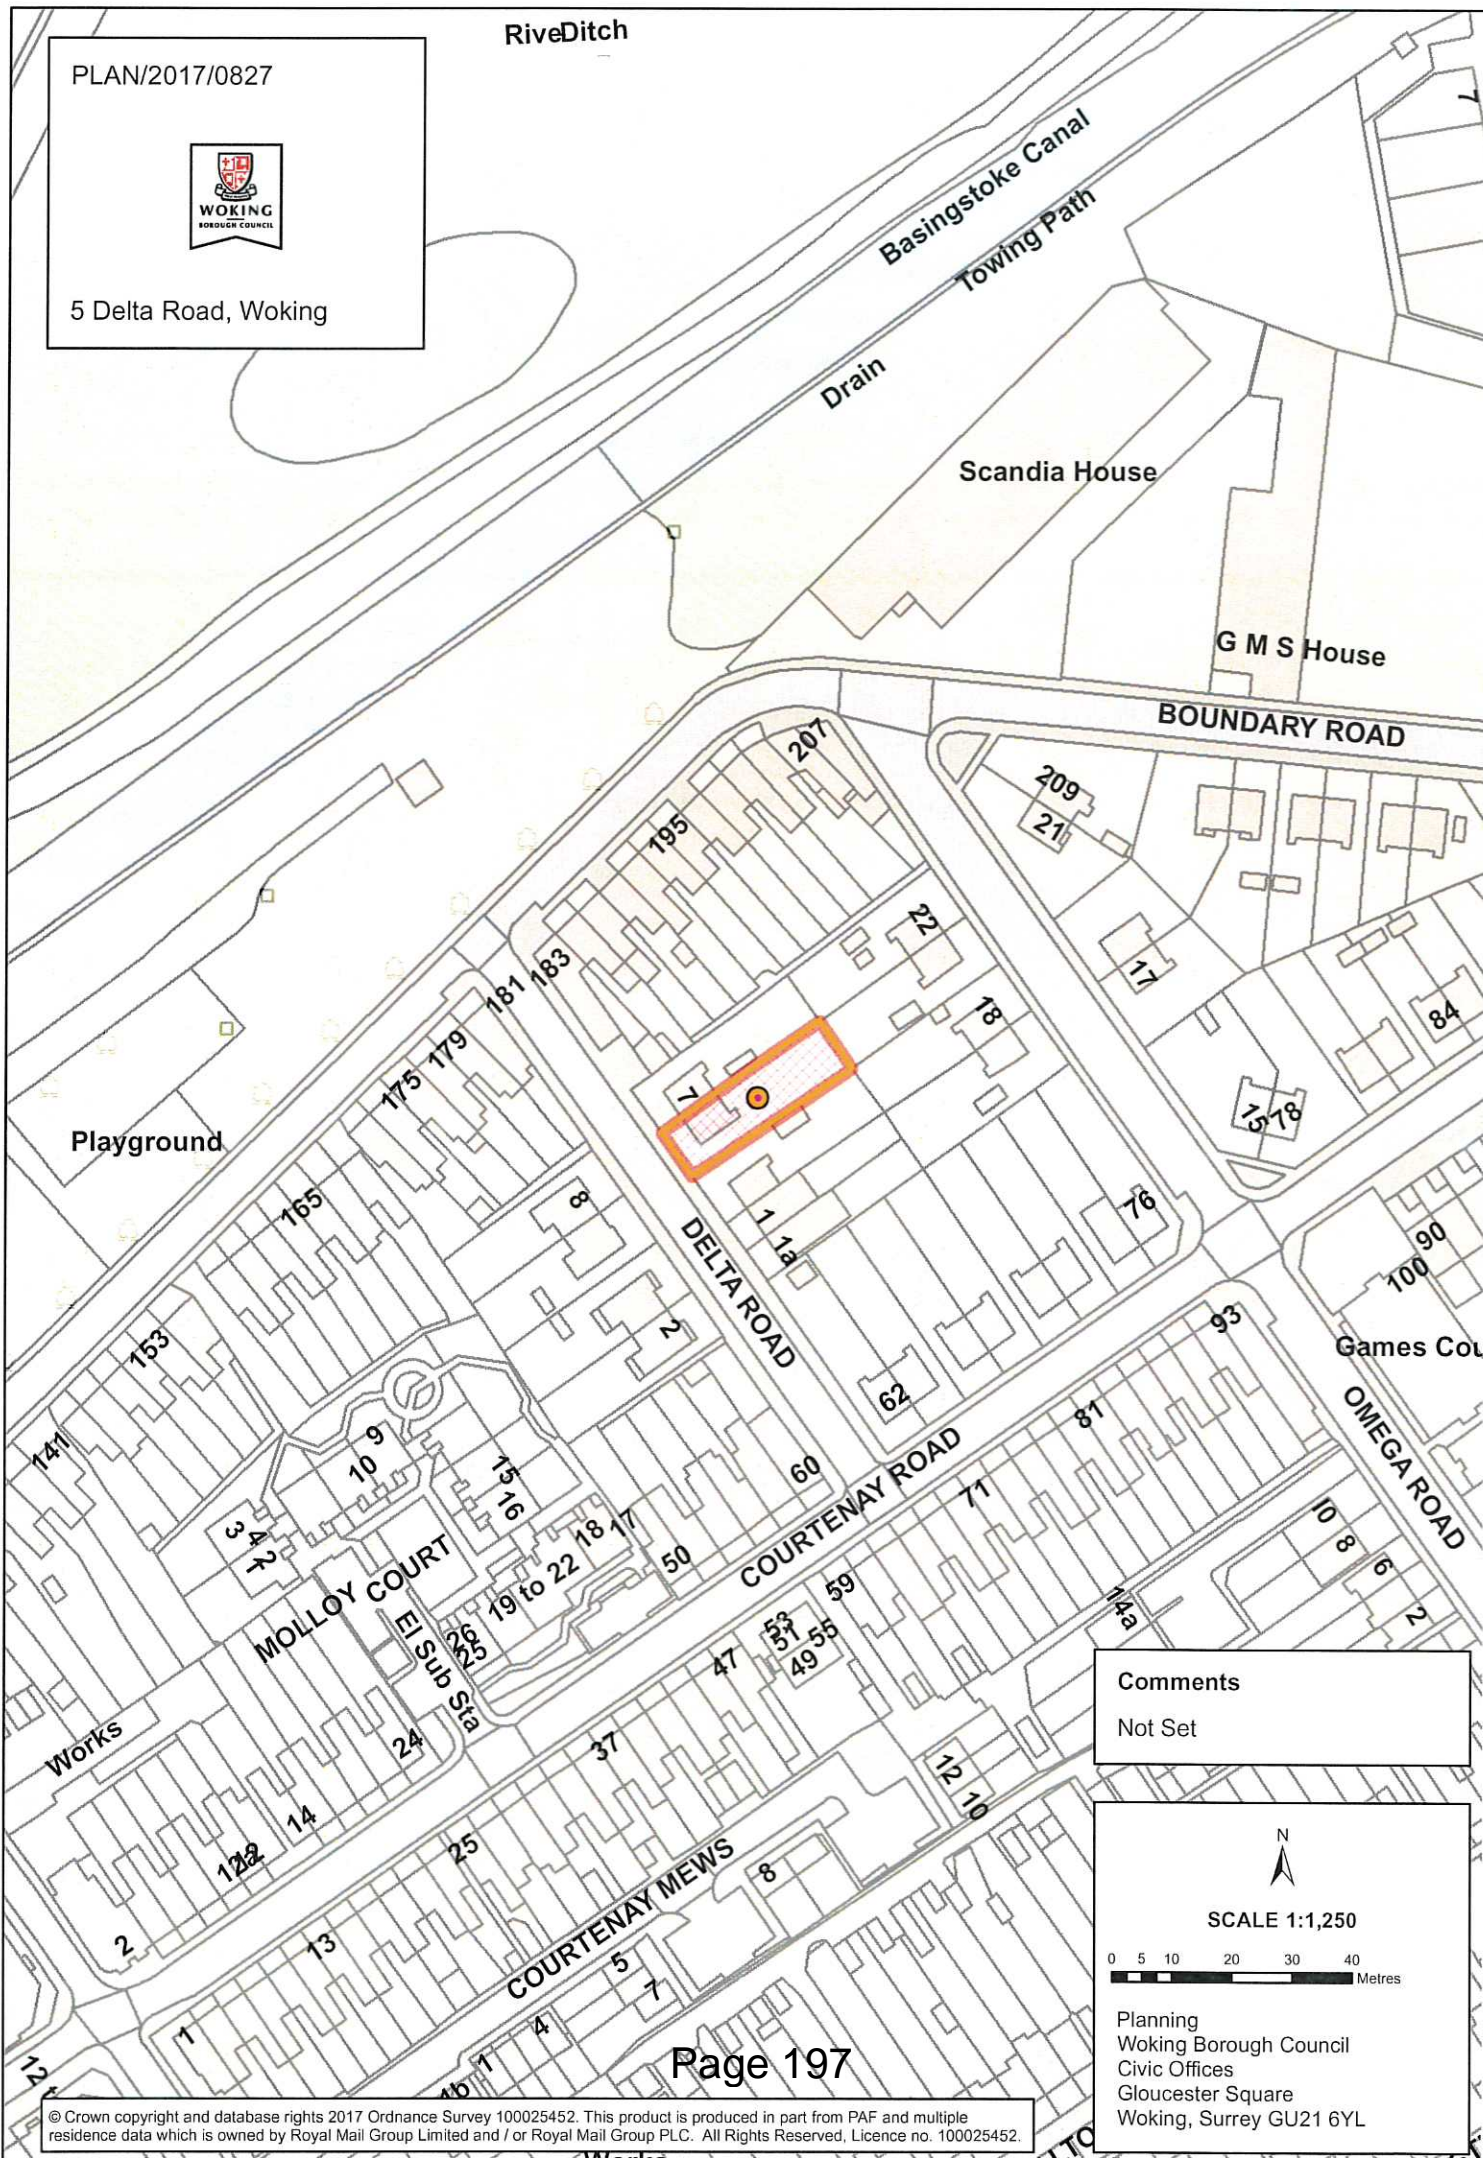 RiveDitch
PLAN/2017/0827
WOKING
BOROUGH COUNCIL
5 Delta Road, Woking
7
Basingstoke Canal
Towing Path
Drain
Scandia House
G M S House
BOUNDARY ROAD
207
209
21
195
22
17
18
183
181
179
175
84
15
78
7
Playground
165
8
76
1
1a
DELTA ROAD
90
100
153
2
93
Games Cou
62
81
OMEGA ROAD
141
9
10
15
16
60
COURTENAY ROAD
71
3
4
2
1
18
17
10
8
6
2
50
19 to 22
59
14a
MOLLOY COURT
El Sub Sta
26
25
53
51
55
49
47
Works
24
37
12
10
14
12a
12
25
COURTENAY MEWS
8
2
13
5
7
1
4
1
1b
12
Comments
Not Set
N
SCALE 1:1,250
0 5 10 20 30 40
Metres
Planning
Woking Borough Council
Civic Offices
Gloucester Square
Woking, Surrey GU21 6YL
Page 197
© Crown copyright and database rights 2017 Ordnance Survey 100025452. This product is produced in part from PAF and multiple
residence data which is owned by Royal Mail Group Limited and / or Royal Mail Group PLC. All Rights Reserved, Licence no. 100025452.